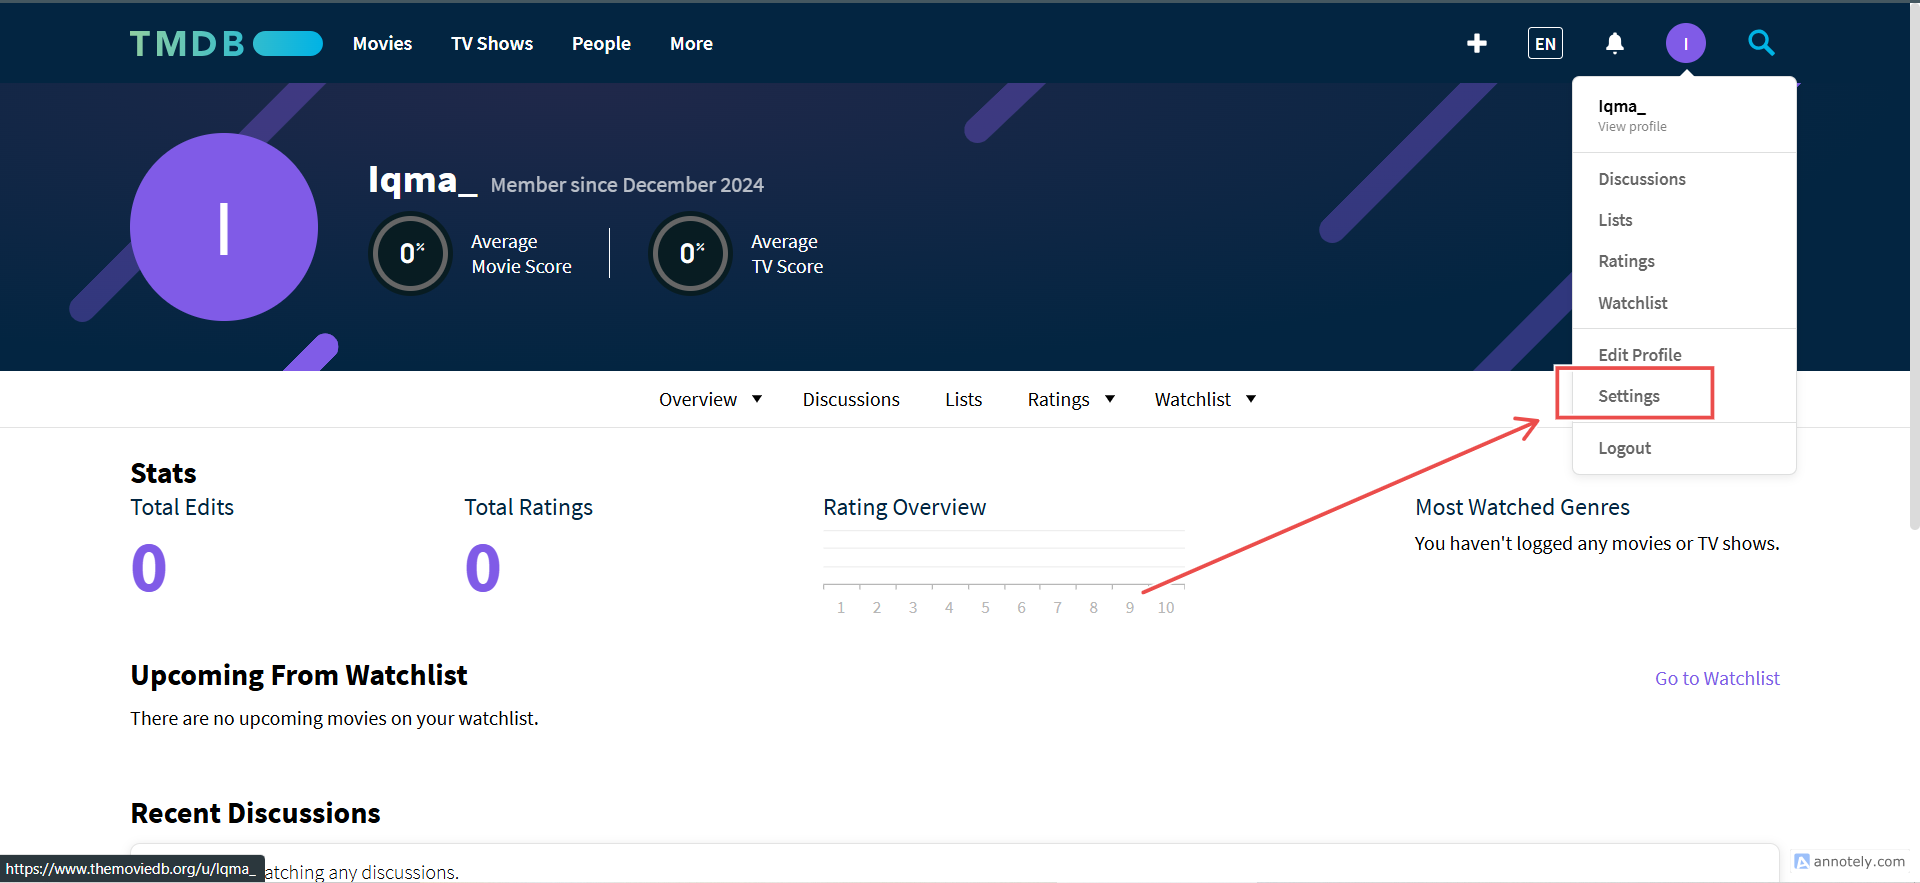 TMDB
Movies
TV Shows
People
More
EN
I
Iqma_
View profile
Discussions
Lists
Ratings
Watchlist
Edit Profile
Settings
Logout
I
Iqma_ Member since December 2024
0%
Average
Movie Score
0%
Average
TV Score
Overview
Discussions
Lists
Ratings
Watchlist
Stats
Total Edits
0
Total Ratings
0
Rating Overview
1 2 3 4 5 6 7 8 9 10
Most Watched Genres
You haven't logged any movies or TV shows.
Upcoming From Watchlist
Go to Watchlist
There are no upcoming movies on your watchlist.
Recent Discussions
atching any discussions.
https://www.themoviedb.org/u/Iqma_
annotely.com